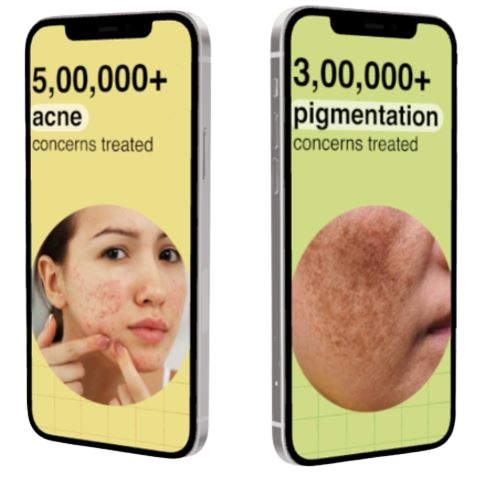 5,00,000+
acne
concerns treated
3,00,000+
pigmentation
concerns treated